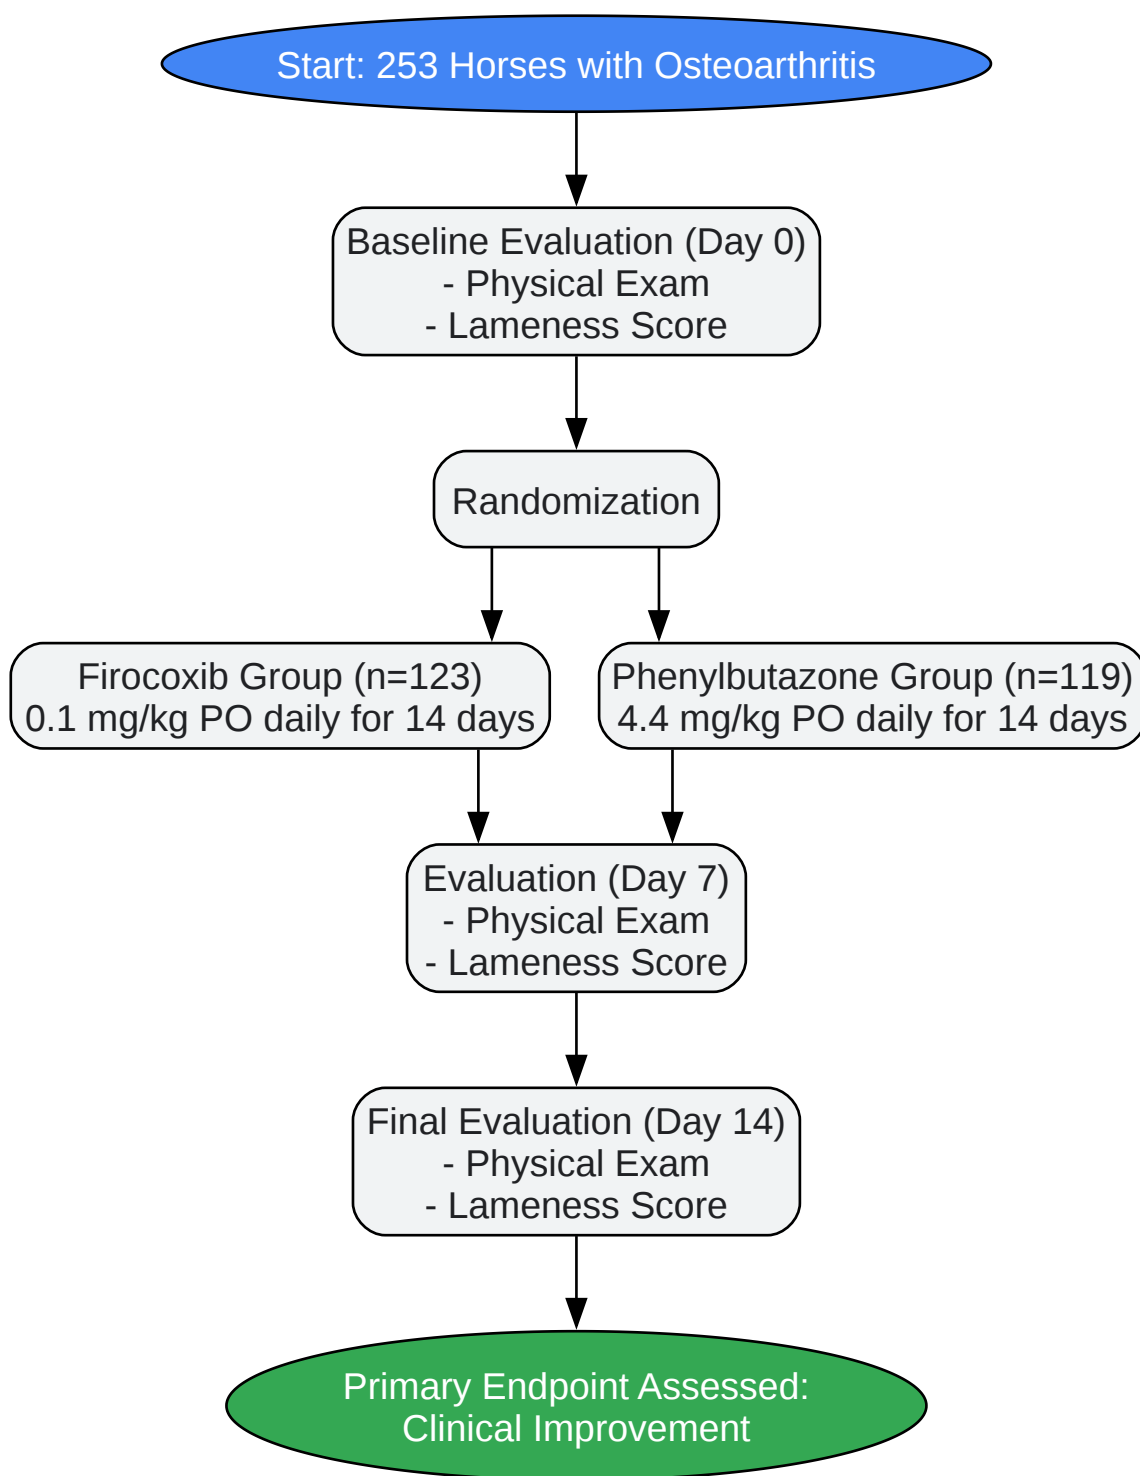 Start: 253 Horses with Osteoarthritis
Baseline Evaluation (Day 0)
- Physical Exam
- Lameness Score
Randomization
Firocoxib Group (n=123)
0.1 mg/kg PO daily for 14 days
Phenylbutazone Group (n=119)
4.4 mg/kg PO daily for 14 days
Evaluation (Day 7)
- Physical Exam
- Lameness Score
Final Evaluation (Day 14)
- Physical Exam
- Lameness Score
Primary Endpoint Assessed:
Clinical Improvement